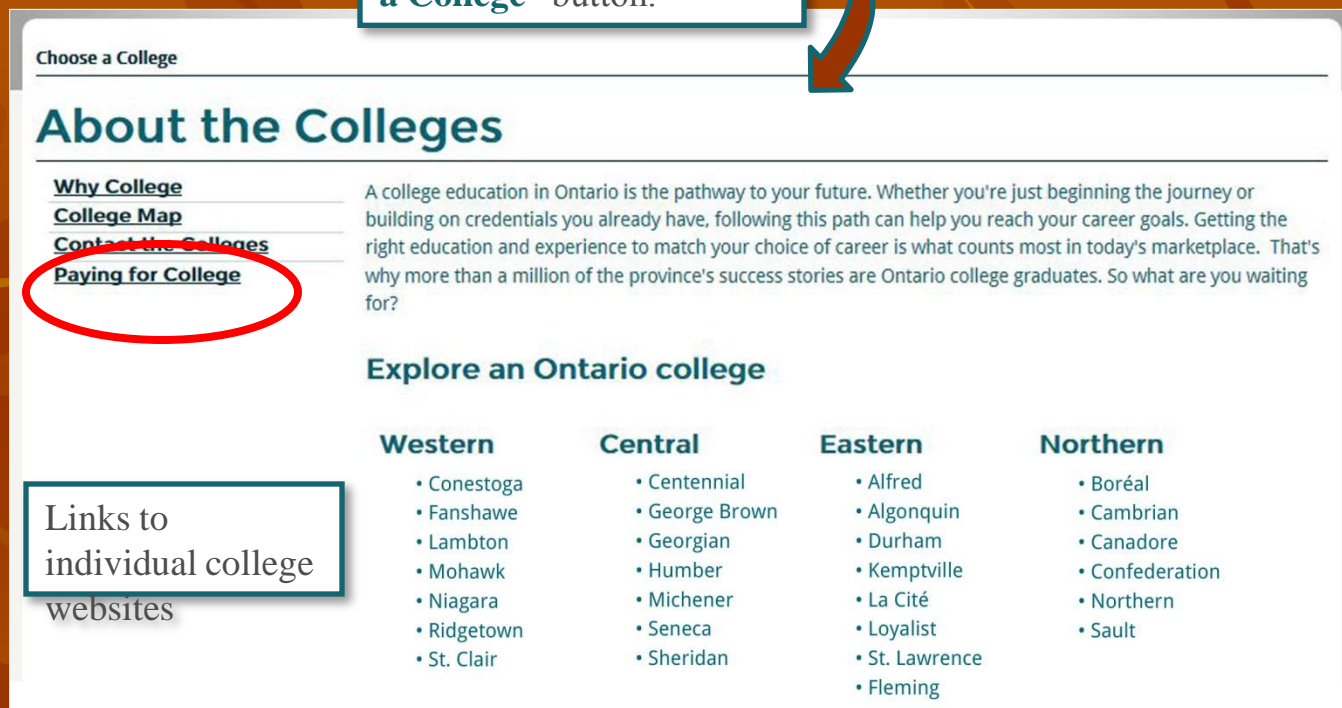 a College" button.
Choose a College
About the Colleges
Why College
College Map
Contact the Colleges
Paying for College
A college education in Ontario is the pathway to your future. Whether you're just beginning the journey or
building on credentials you already have, following this path can help you reach your career goals. Getting the
right education and experience to match your choice of career is what counts most in today's marketplace. That's
why more than a million of the province's success stories are Ontario college graduates. So what are you waiting
for?
Explore an Ontario college
Western
• Conestoga
• Fanshawe
• Lambton
• Mohawk
• Niagara
• Ridgetown
• St. Clair
Central
• Centennial
• George Brown
• Georgian
• Humber
• Michener
• Seneca
• Sheridan
Eastern
• Alfred
• Algonquin
• Durham
• Kemptville
• La Cité
• Loyalist
• St. Lawrence
• Fleming
Northern
• Boréal
• Cambrian
• Canadore
• Confederation
• Northern
• Sault
Links to
individual college
websites